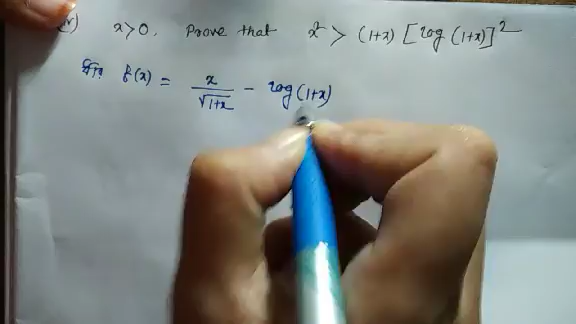 x>0. Prove that x² > (1+x) [log (1+x)]²
f(x) = x/√(1+x) - log(1+x)